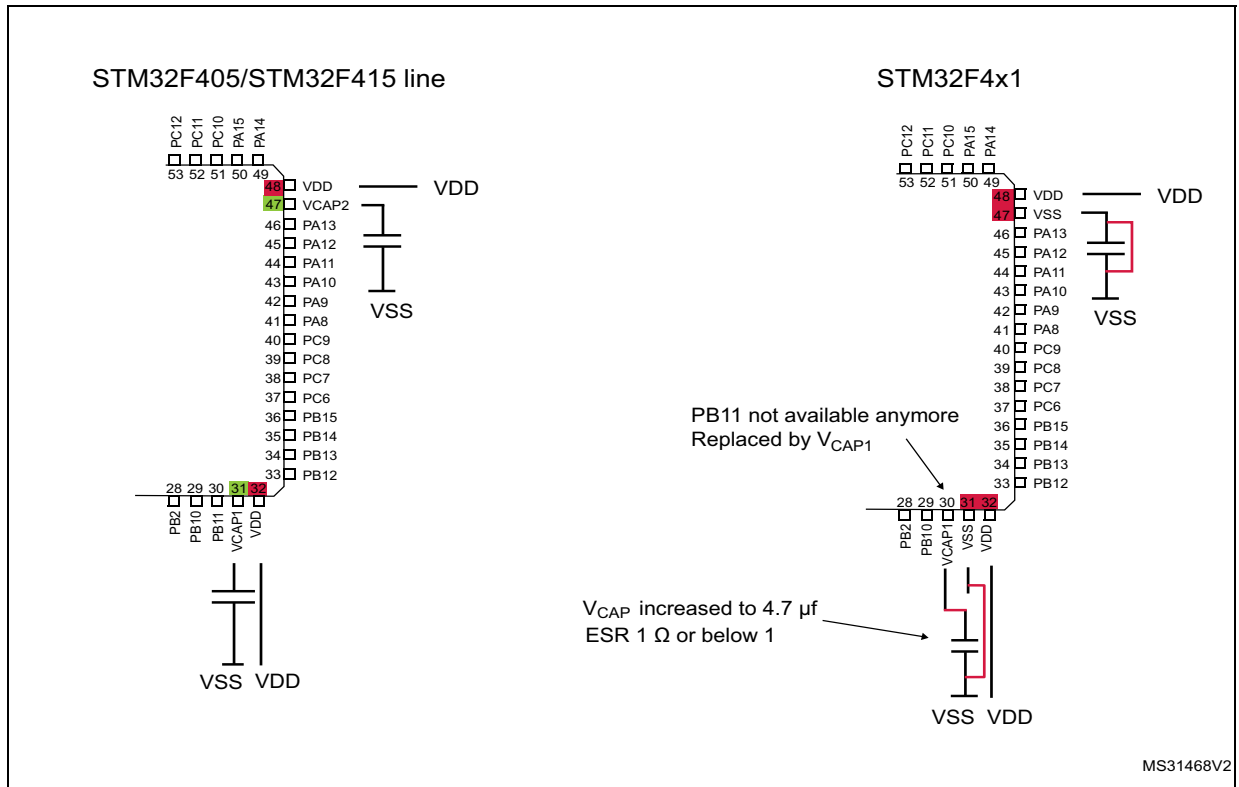 STM32F405/STM32F415 line
PC12
PC11
PC10
PA15
PA14
53 52 51 50 49
48 VDD
VDD
47 VCAP2
46 PA13
45 PA12
44 PA11
43 PA10
42 PA9
VSS
41 PA8
40 PC9
39 PC8
38 PC7
37 PC6
36 PB15
35 PB14
34 PB13
33 PB12
28 29 30 31 32
PB2
PB10
PB11
VCAP1
VDD
VSS VDD
STM32F4x1
PC12
PC11
PC10
PA15
PA14
53 52 51 50 49
48 VDD
VDD
47 VSS
46 PA13
45 PA12
44 PA11
43 PA10
42 PA9
VSS
41 PA8
40 PC9
39 PC8
38 PC7
37 PC6
36 PB15
35 PB14
34 PB13
33 PB12
PB11 not available anymore
Replaced by VCAP1
28 29 30 31 32
PB2
PB10
VCAP1
VSS
VDD
VCAP increased to 4.7 µf
ESR 1 Ω or below 1
VSS VDD
MS31468V2